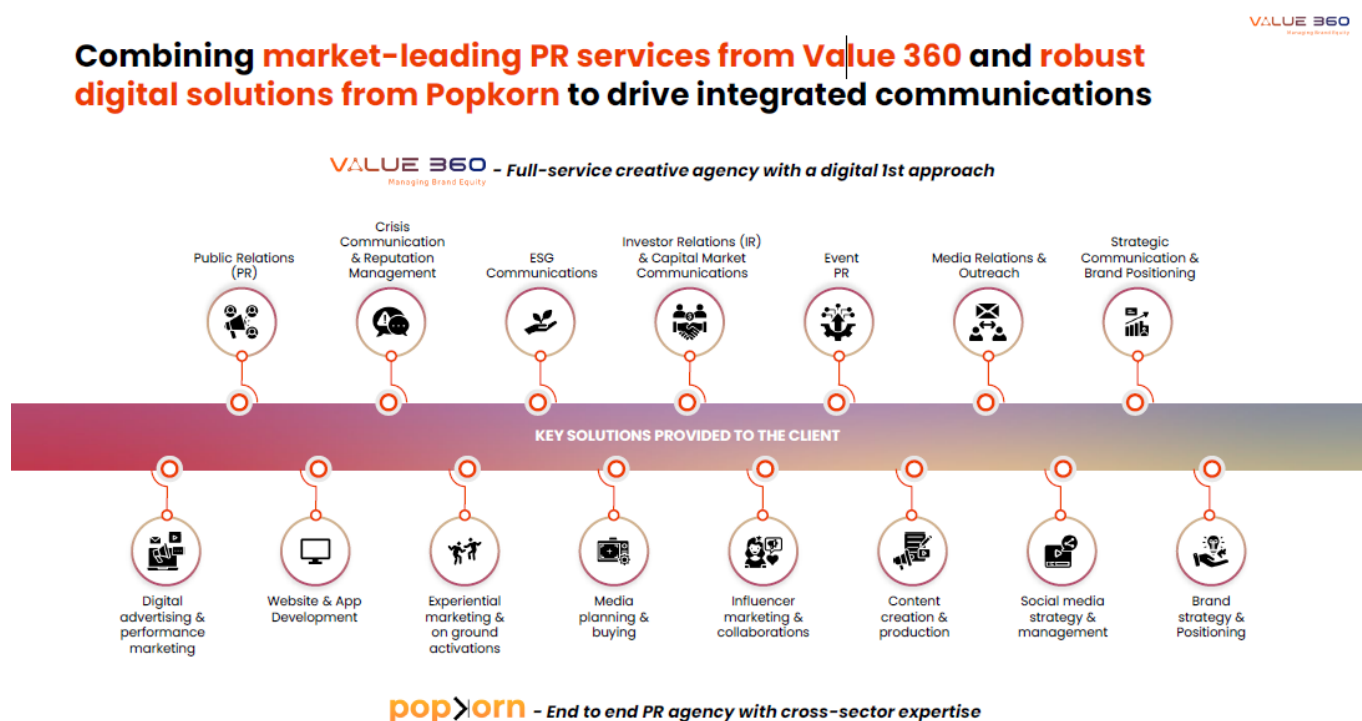 VALUE 360
Managing Brand Equity
Combining market-leading PR services from Value 360 and robust
digital solutions from Popkorn to drive integrated communications
VALUE 360
Managing Brand Equity
- Full-service creative agency with a digital 1st approach
Public Relations
(PR)
Crisis
Communication
& Reputation
Management
ESG
Communications
Investor Relations (IR)
& Capital Market
Communications
Event
PR
Media Relations &
Outreach
Strategic
Communication &
Brand Positioning
KEY SOLUTIONS PROVIDED TO THE CLIENT
Digital
advertising &
performance
marketing
Website & App
Development
Experiential
marketing &
on ground
activations
Media
planning &
buying
Influencer
marketing &
collaborations
Content
creation &
production
Social media
strategy &
management
Brand
strategy &
Positioning
popkorn - End to end PR agency with cross-sector expertise